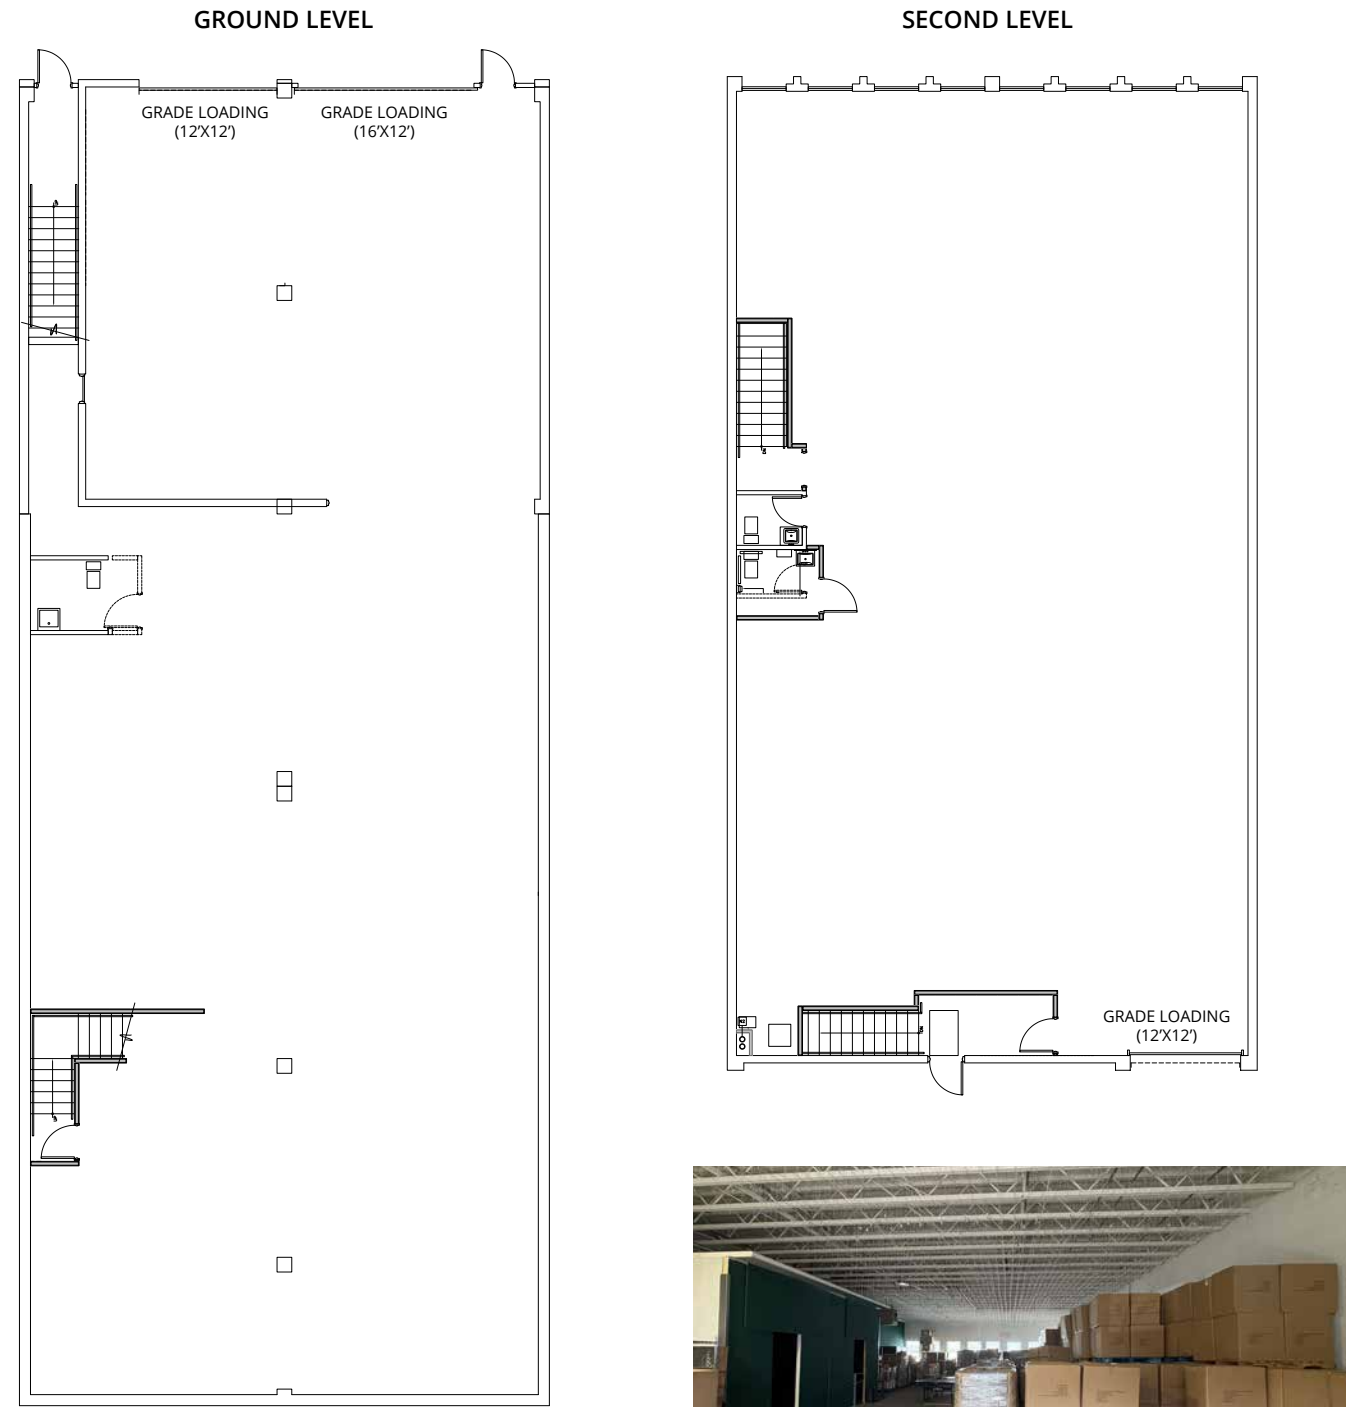 GROUND LEVEL
GRADE LOADING
(12'X12')
GRADE LOADING
(16'X12')
SECOND LEVEL
GRADE LOADING
(12'X12')